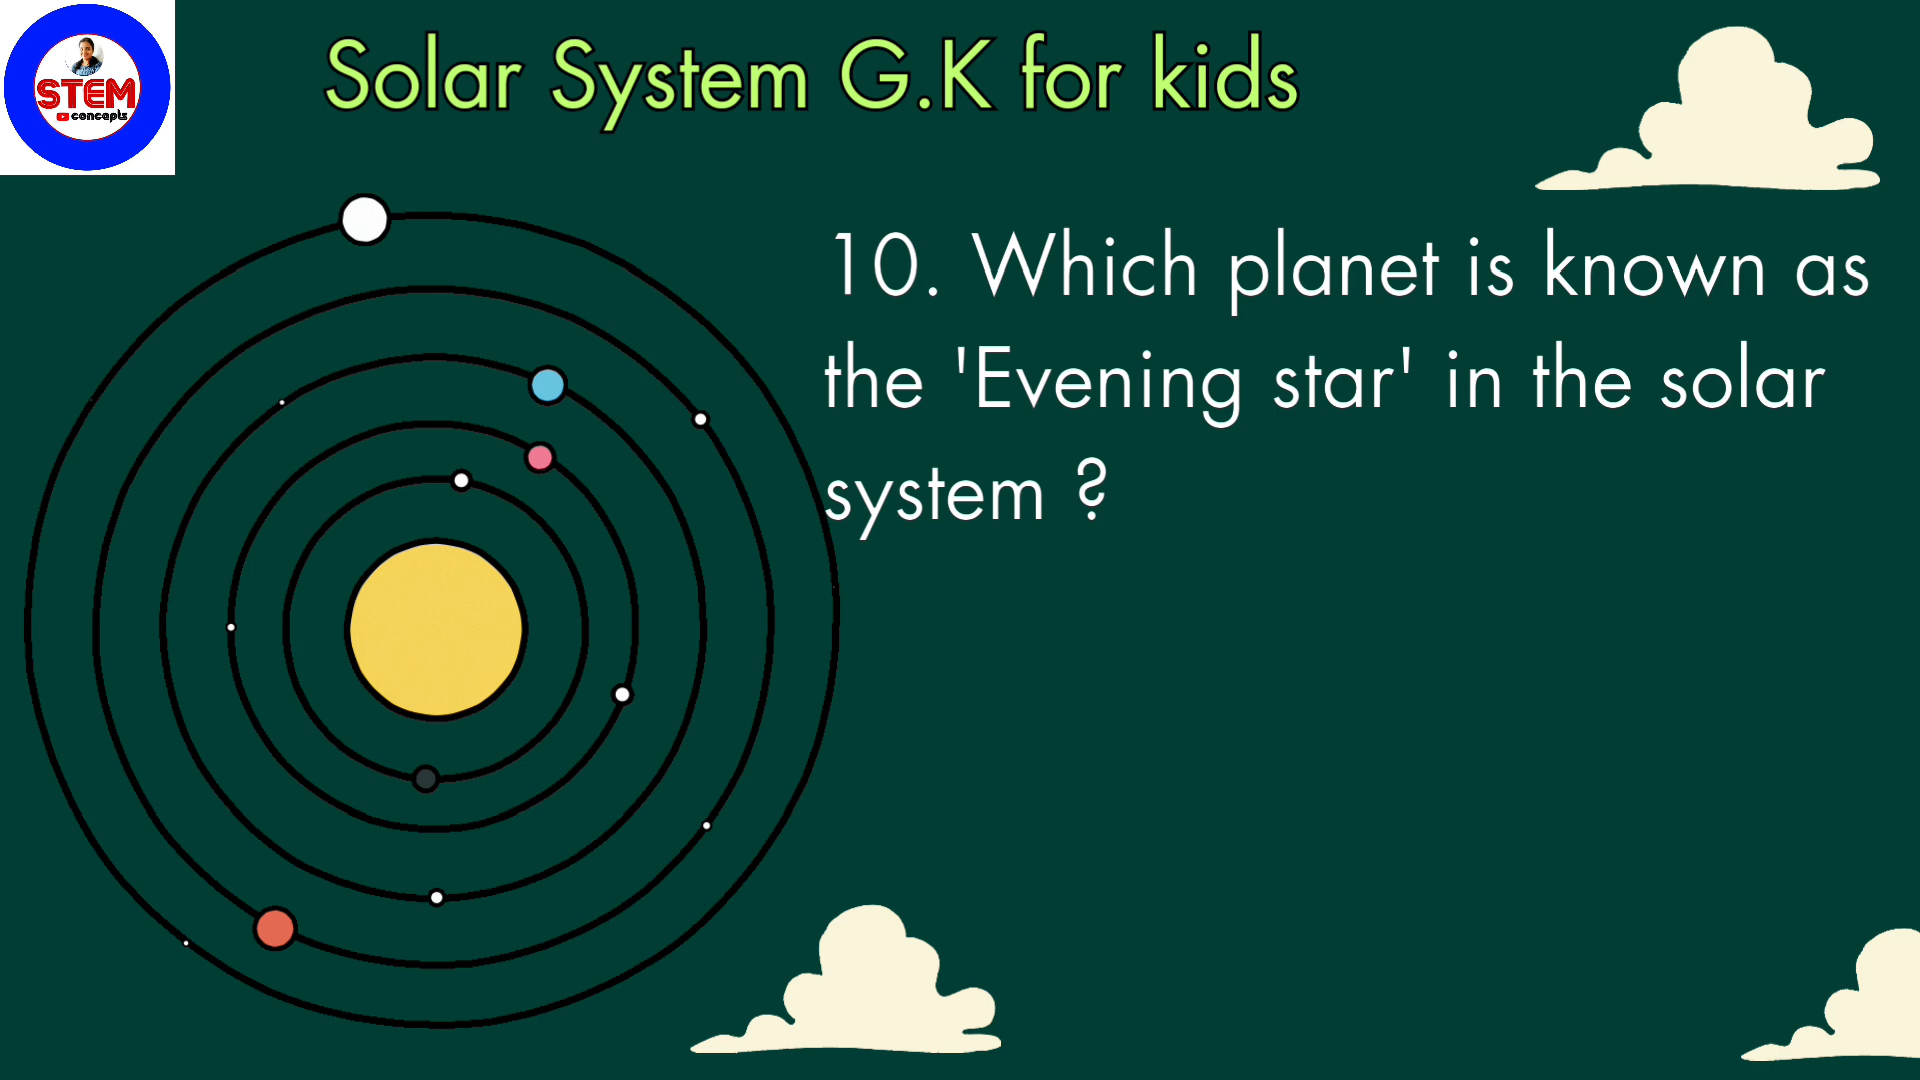 STEM
concepts
Solar System G.K for kids
10. Which planet is known as
the 'Evening star' in the solar
system ?